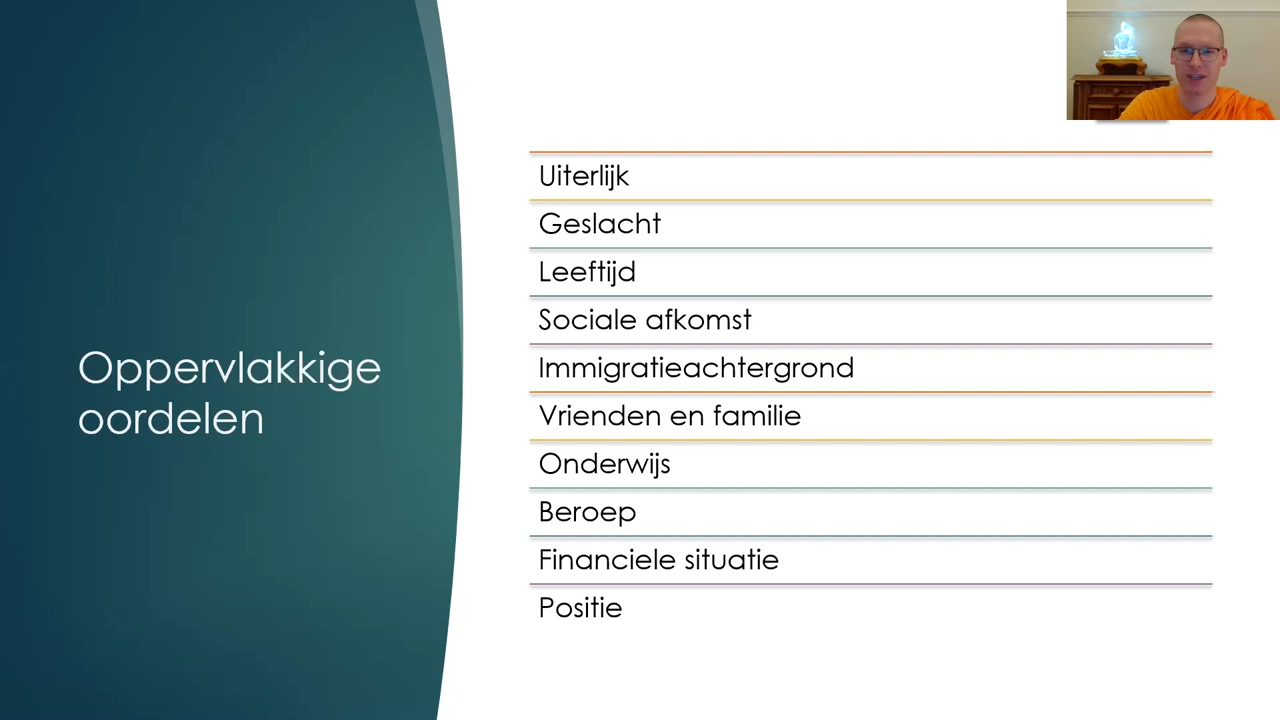 Oppervlakkige
oordelen
Uiterlijk
Geslacht
Leeftijd
Sociale afkomst
Immigratieachtergrond
Vrienden en familie
Onderwijs
Beroep
Financiele situatie
Positie